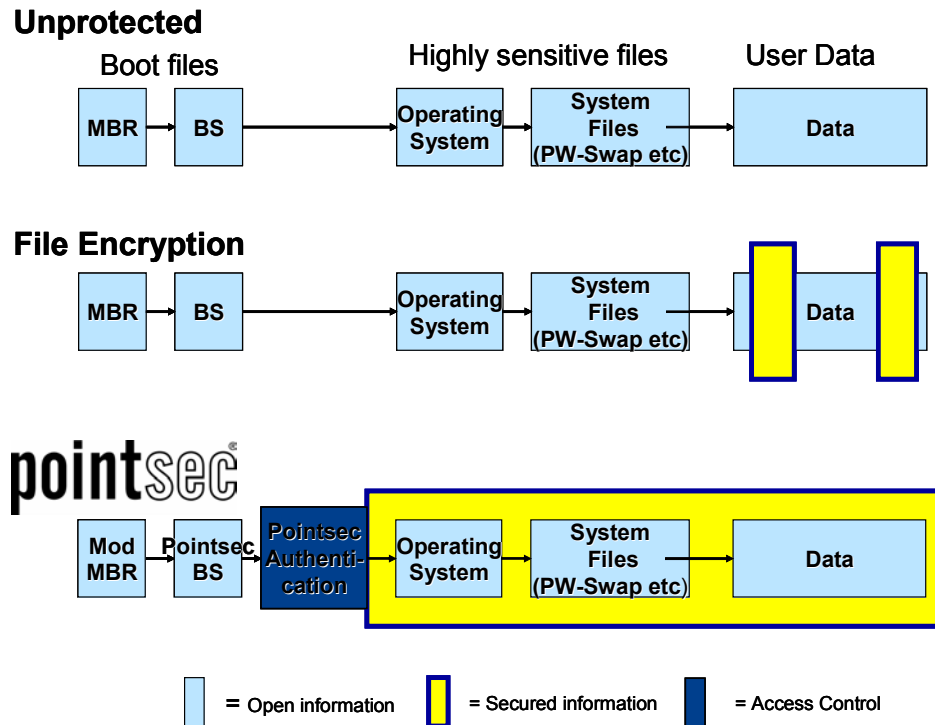 Unprotected
Boot files
Highly sensitive files
User Data
MBR
BS
Operating
System
System
Files
(PW-Swap etc)
Data
File Encryption
MBR
BS
Operating
System
System
Files
(PW-Swap etc)
Data
pointsec®
Mod
MBR
Pointsec
BS
Pointsec
Authenti-
cation
Operating
System
System
Files
(PW-Swap etc)
Data
= Open information
= Secured information
= Access Control